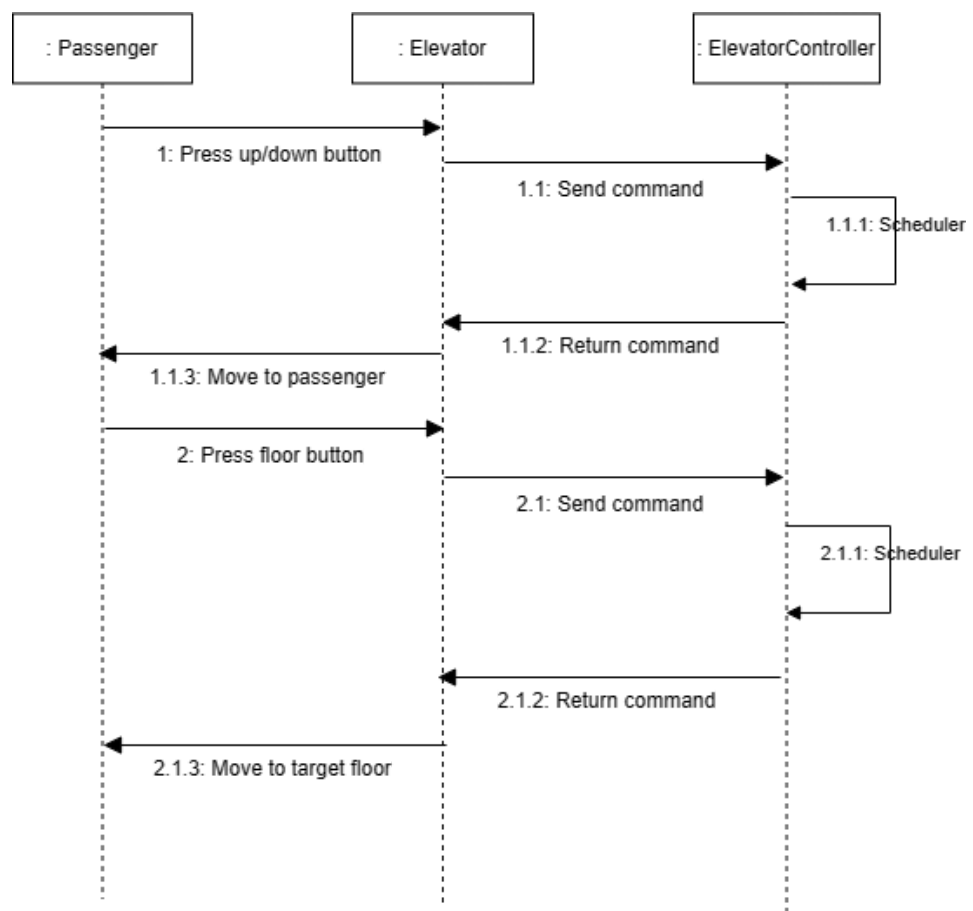 : Passenger
: Elevator
: ElevatorController
1: Press up/down button
1.1: Send command
1.1.1: Scheduler
1.1.2: Return command
1.1.3: Move to passenger
2: Press floor button
2.1: Send command
2.1.1: Scheduler
2.1.2: Return command
2.1.3: Move to target floor